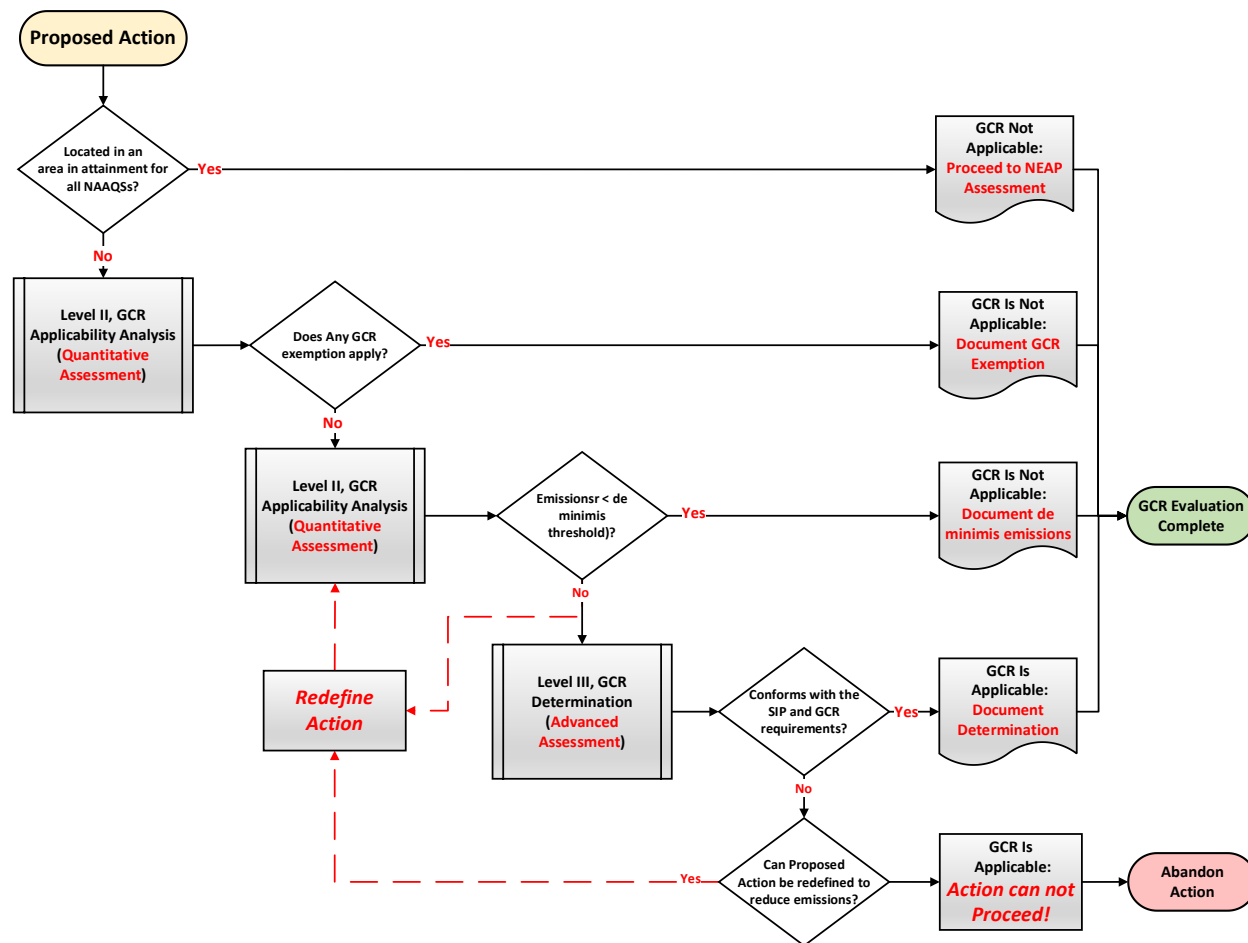 Proposed Action
Located in an
area in attainment for
all NAAQSs?
Yes
GCR Not
Applicable:
Proceed to NEAP
Assessment
No
Level II, GCR
Applicability Analysis
(Quantitative
Assessment)
Does Any GCR
exemption apply?
Yes
GCR Is Not
Applicable:
Document GCR
Exemption
No
Level II, GCR
Applicability Analysis
(Quantitative
Assessment)
Emissionsr < de
minimis
threshold)?
Yes
GCR Is Not
Applicable:
Document de
minimis emissions
GCR Evaluation
Complete
No
Redefine
Action
Level III, GCR
Determination
(Advanced
Assessment)
Conforms with the
SIP and GCR
requirements?
Yes
GCR Is
Applicable:
Document
Determination
No
Yes
Can Proposed
Action be redefined to
reduce emissions?
GCR Is
Applicable:
Action can not
Proceed!
Abandon
Action